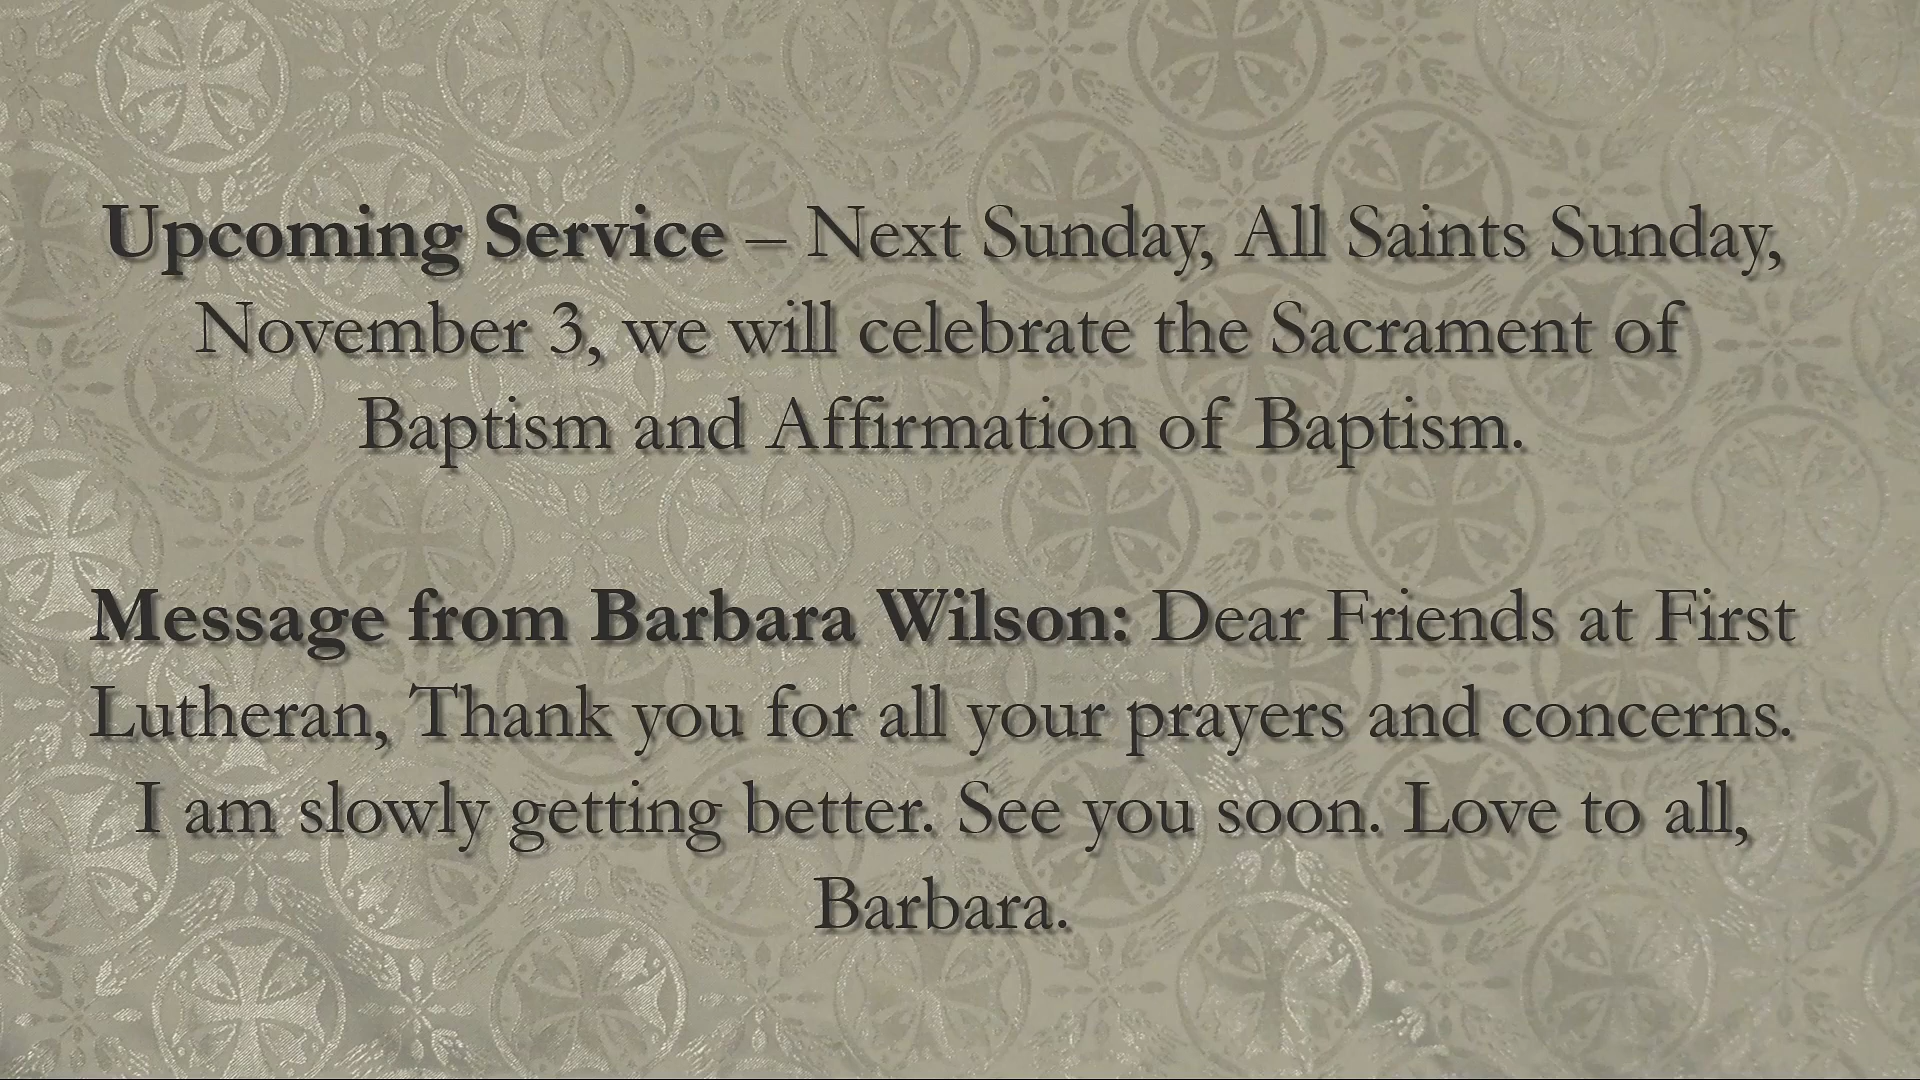 Upcoming Service – Next Sunday, All Saints Sunday,
November 3, we will celebrate the Sacrament of
Baptism and Affirmation of Baptism.
Message from Barbara Wilson: Dear Friends at First
Lutheran, Thank you for all your prayers and concerns.
I am slowly getting better. See you soon. Love to all,
Barbara.